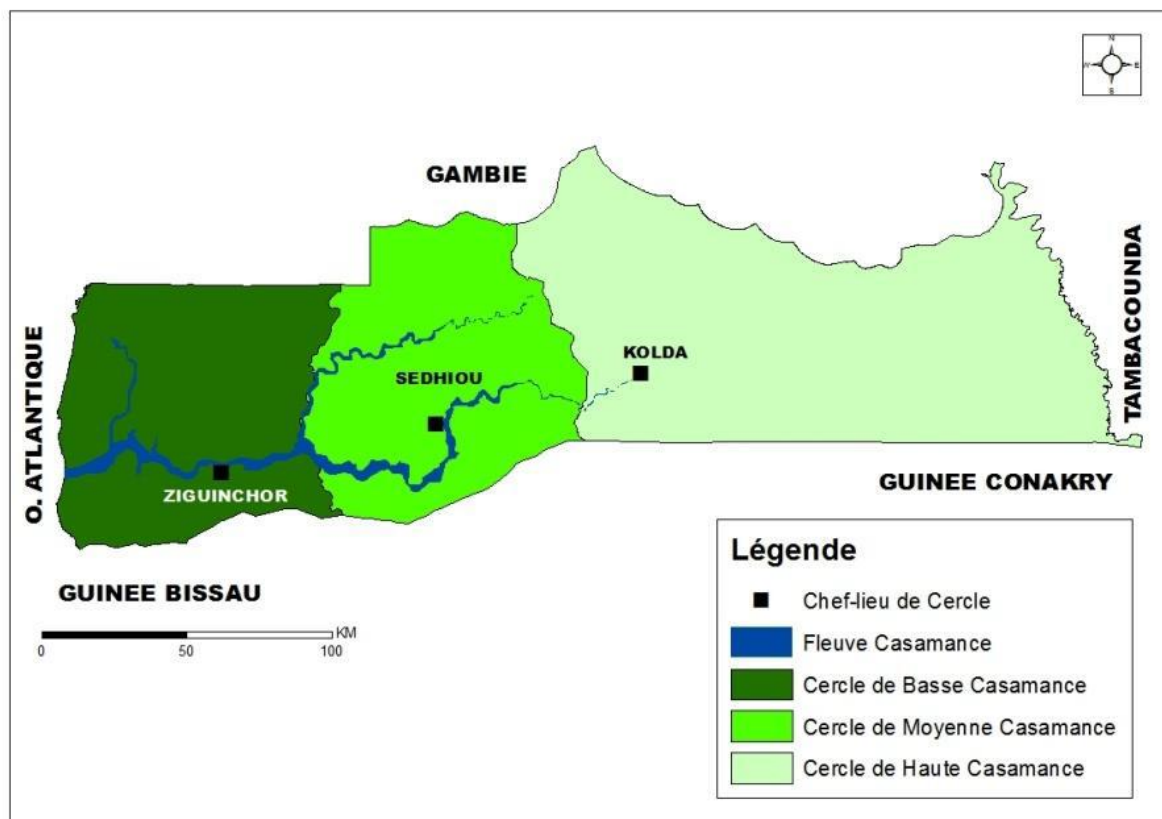 N
W E
S
GAMBIE
O. ATLANTIQUE
TAMBACOUNDA
KOLDA
SEDHIOU
ZIGUINCHOR
GUINEE CONAKRY
GUINEE BISSAU
KM
0 50 100
Légende
Chef-lieu de Cercle
Fleuve Casamance
Cercle de Basse Casamance
Cercle de Moyenne Casamance
Cercle de Haute Casamance